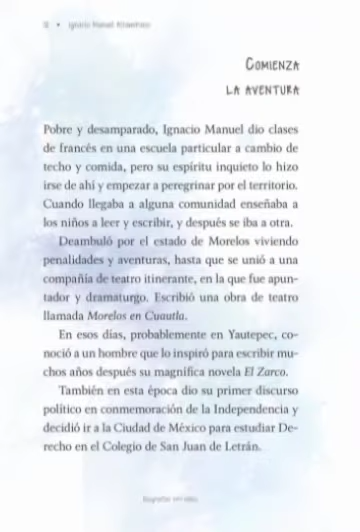 Ignacio Manuel Altamirano
COMIENZA
LA AVENTURA
Pobre y desamparado, Ignacio Manuel dio clases
de francés en una escuela particular a cambio de
techo y comida, pero su espíritu inquieto lo hizo
irse de ahí y empezar a peregrinar por el territorio.
Cuando llegaba a alguna comunidad enseñaba a
los niños a leer y escribir, y después se iba a otra.
Deambuló por el estado de Morelos viviendo
penalidades y aventuras, hasta que se unió a una
compañía de teatro itinerante, en la que fue apun-
tador y dramaturgo. Escribió una obra de teatro
llamada Morelos en Cuautla.
En esos días, probablemente en Yautepec, co-
noció a un hombre que lo inspiró para escribir mu-
chos años después su magnífica novela El Zarco.
También en esta época dio su primer discurso
político en conmemoración de la Independencia y
decidió ir a la Ciudad de México para estudiar De-
recho en el Colegio de San Juan de Letrán.